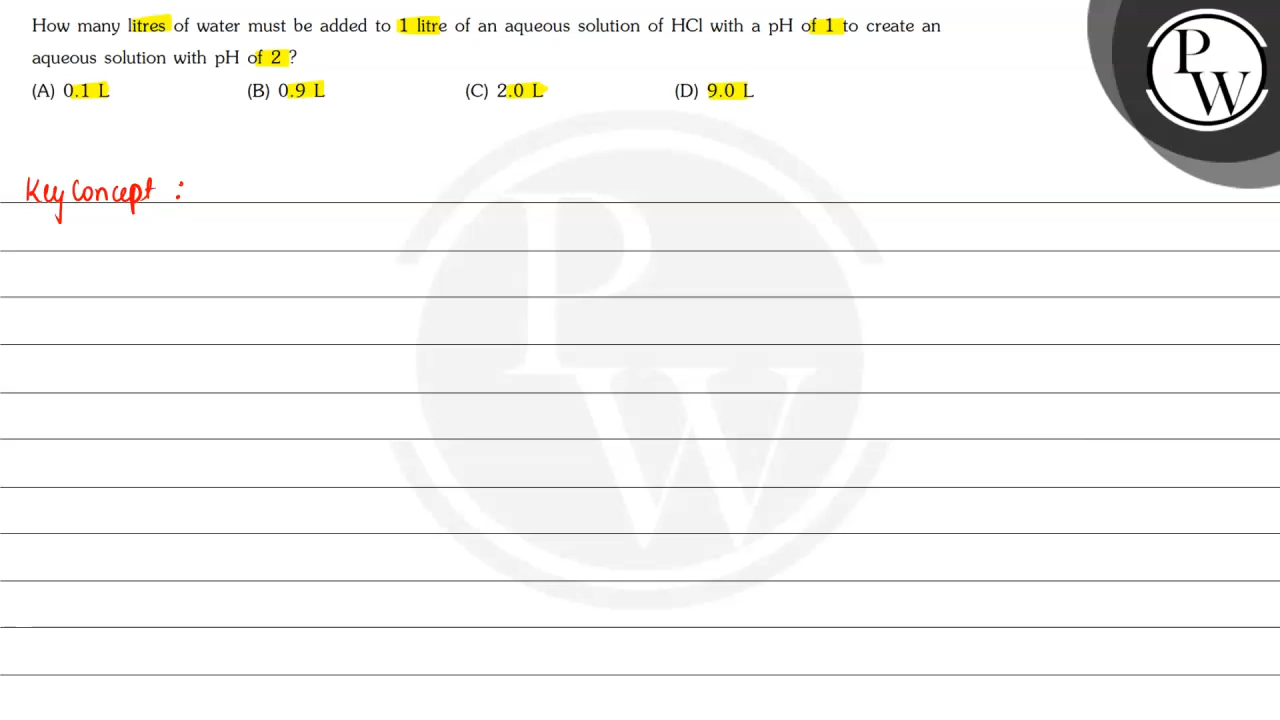 How many litres of water must be added to 1 litre of an aqueous solution of HCl with a pH of 1 to create an
aqueous solution with pH of 2 ?
(A) 0.1 L (B) 0.9 L (C) 2.0 L (D) 9.0 L
Key Concept :
P
W
P
W